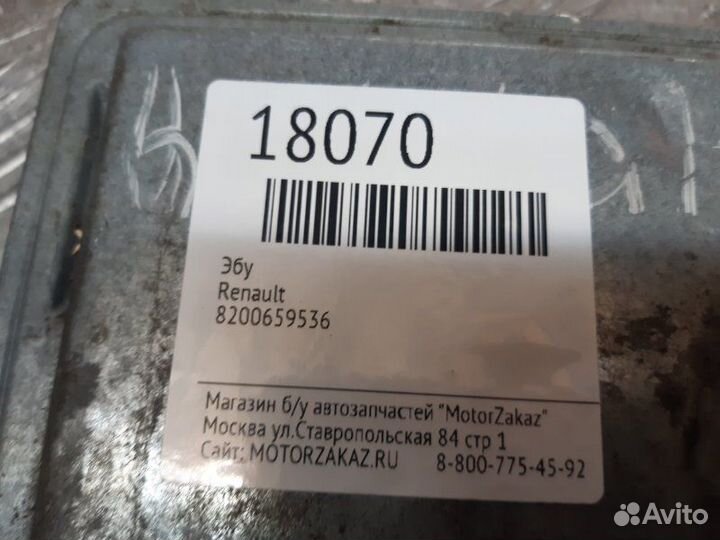 18070
Эбу
Renault
8200659536
Магазин б/у автозапчастей "MotorZakaz"
Москва ул.Ставропольская 84 стр 1
Сайт: MOTORZAKAZ.RU 8-800-775-45-92
Avito